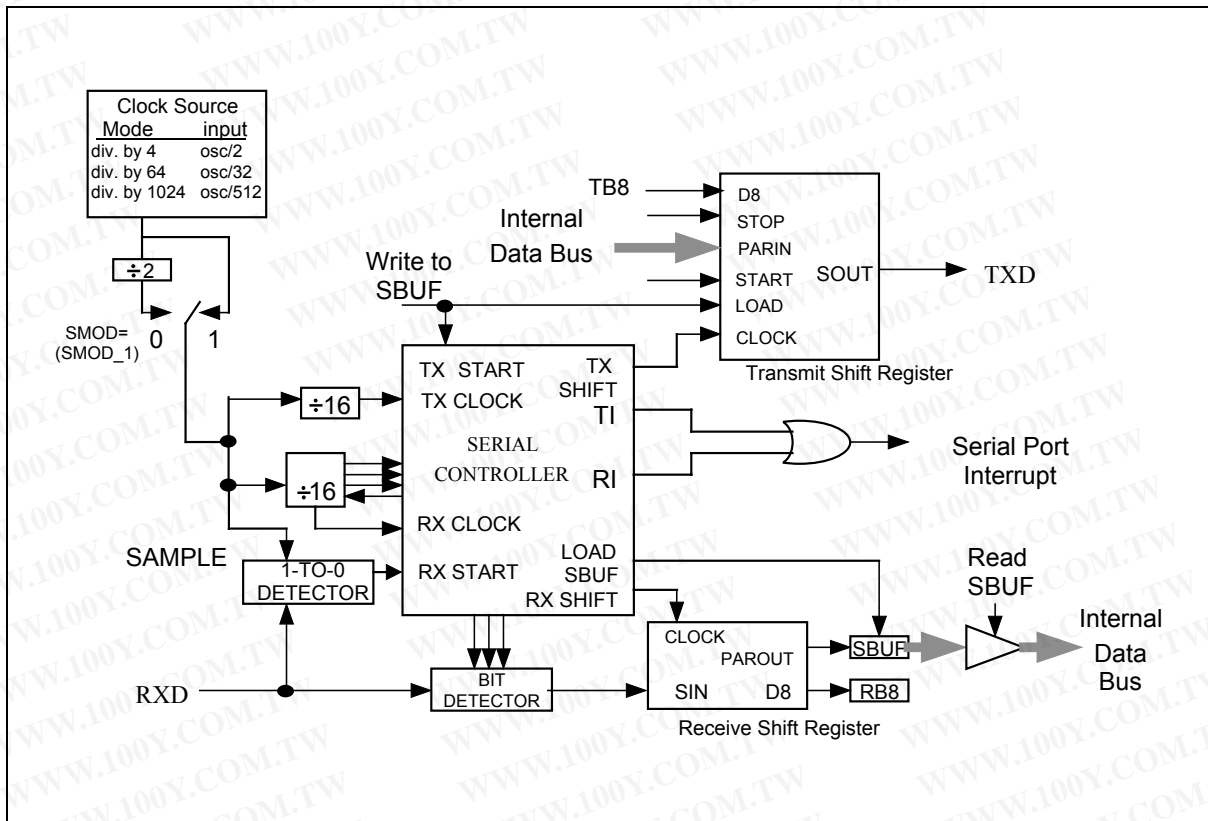 Clock Source
Mode input
div. by 4 osc/2
div. by 64 osc/32
div. by 1024 osc/512
÷2
SMOD=
(SMOD_1)
0 1
TB8
Internal
Data Bus
Write to
SBUF
D8
STOP
PARIN
START
LOAD
CLOCK
SOUT
TXD
Transmit Shift Register
÷16
÷16
TX START
TX CLOCK
SERIAL
CONTROLLER
RX CLOCK
RX START
TX
SHIFT
TI
RI
LOAD
SBUF
RX SHIFT
Serial Port
Interrupt
SAMPLE
1-TO-0
DETECTOR
RXD
BIT
DETECTOR
CLOCK
PAROUT
SIN D8
Receive Shift Register
SBUF
RB8
Read
SBUF
Internal
Data
Bus
WWW.100Y.COM.TW